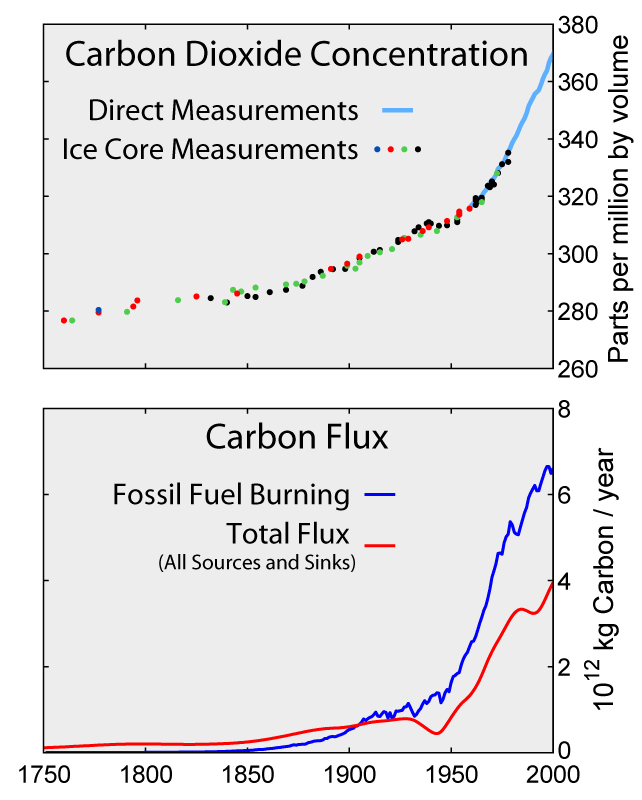 Carbon Dioxide Concentration
Direct Measurements
Ice Core Measurements
380
360
340
320
300
280
260
Parts per million by volume
Carbon Flux
Fossil Fuel Burning
Total Flux
(All Sources and Sinks)
8
6
4
2
0
10¹² kg Carbon / year
1750
1800
1850
1900
1950
2000